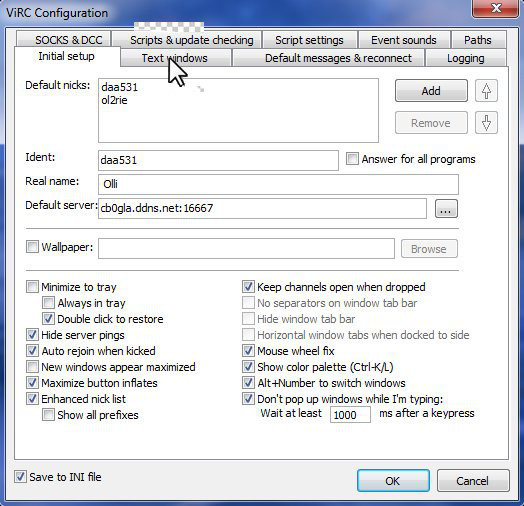 ViRC Configuration
SOCKS & DCC Scripts & update checking Script settings Event sounds Paths
Initial setup Text windows Default messages & reconnect Logging
Default nicks: daa531 Add
ol2rie
Remove
Ident: daa531 Answer for all programs
Real name: Olli
Default server: cb0gla.ddns.net:16667 ...
Wallpaper: Browse
Minimize to tray Keep channels open when dropped
Always in tray No separators on window tab bar
Double click to restore Hide window tab bar
Hide server pings Horizontal window tabs when docked to side
Auto rejoin when kicked Mouse wheel fix
New windows appear maximized Show color palette (Ctrl-K/L)
Maximize button inflates Alt+Number to switch windows
Enhanced nick list Don't pop up windows while I'm typing:
Show all prefixes Wait at least 1000 ms after a keypress
Save to INI file OK Cancel